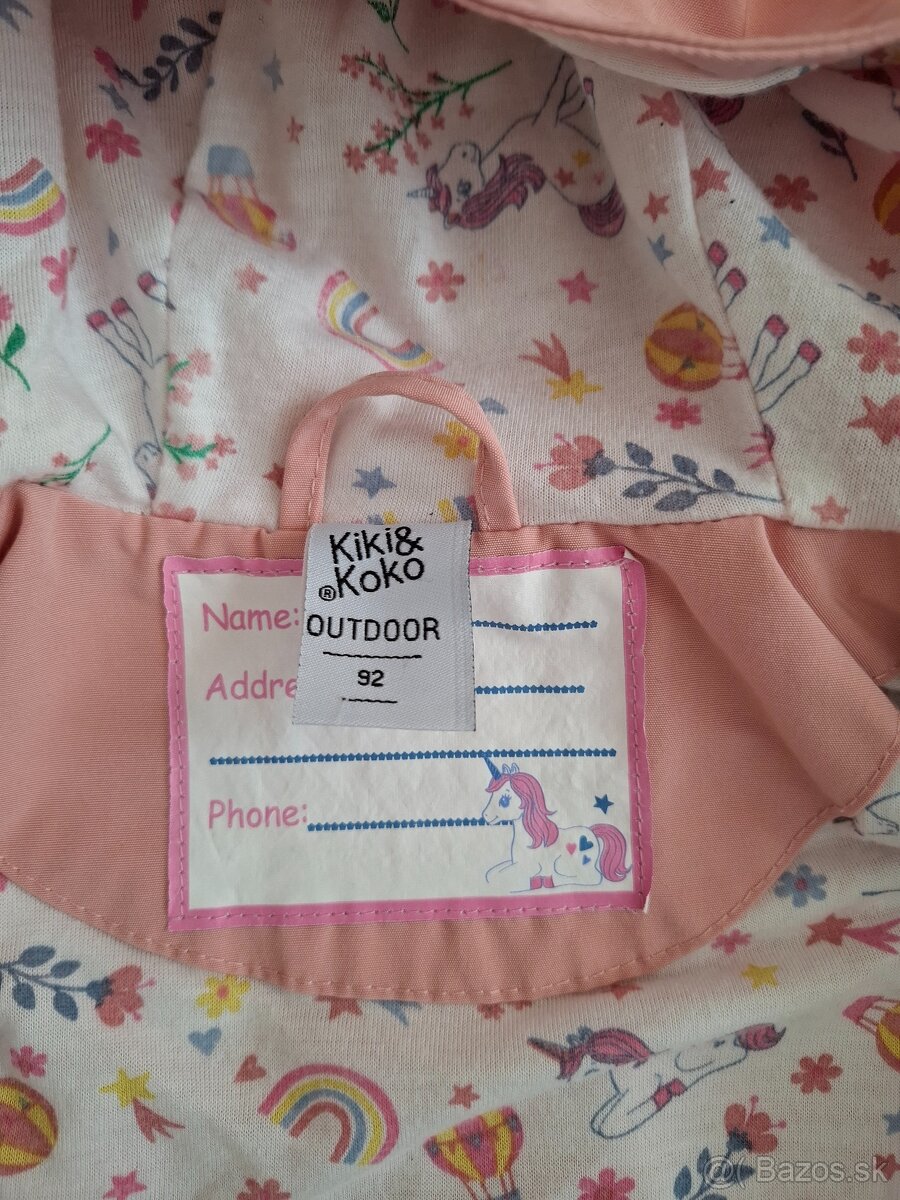 Kiki&
Koko
®
OUTDOOR
92
Name:
Addre
Phone:
@ Bazos.sk